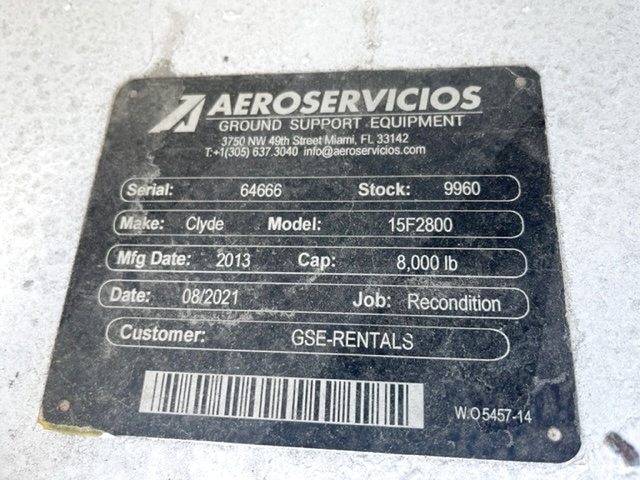 AEROSERVICIOS
GROUND SUPPORT EQUIPMENT
3750 NW 49th Street Miami, FL 33142
T:+1(305) 637.3040 info@aeroservicios.com
Serial: 64666 Stock: 9960
Make: Clyde Model: 15F2800
Mfg Date: 2013 Cap: 8,000 lb
Date: 08/2021 Job: Recondition
Customer: GSE-RENTALS
W.O 5457-14